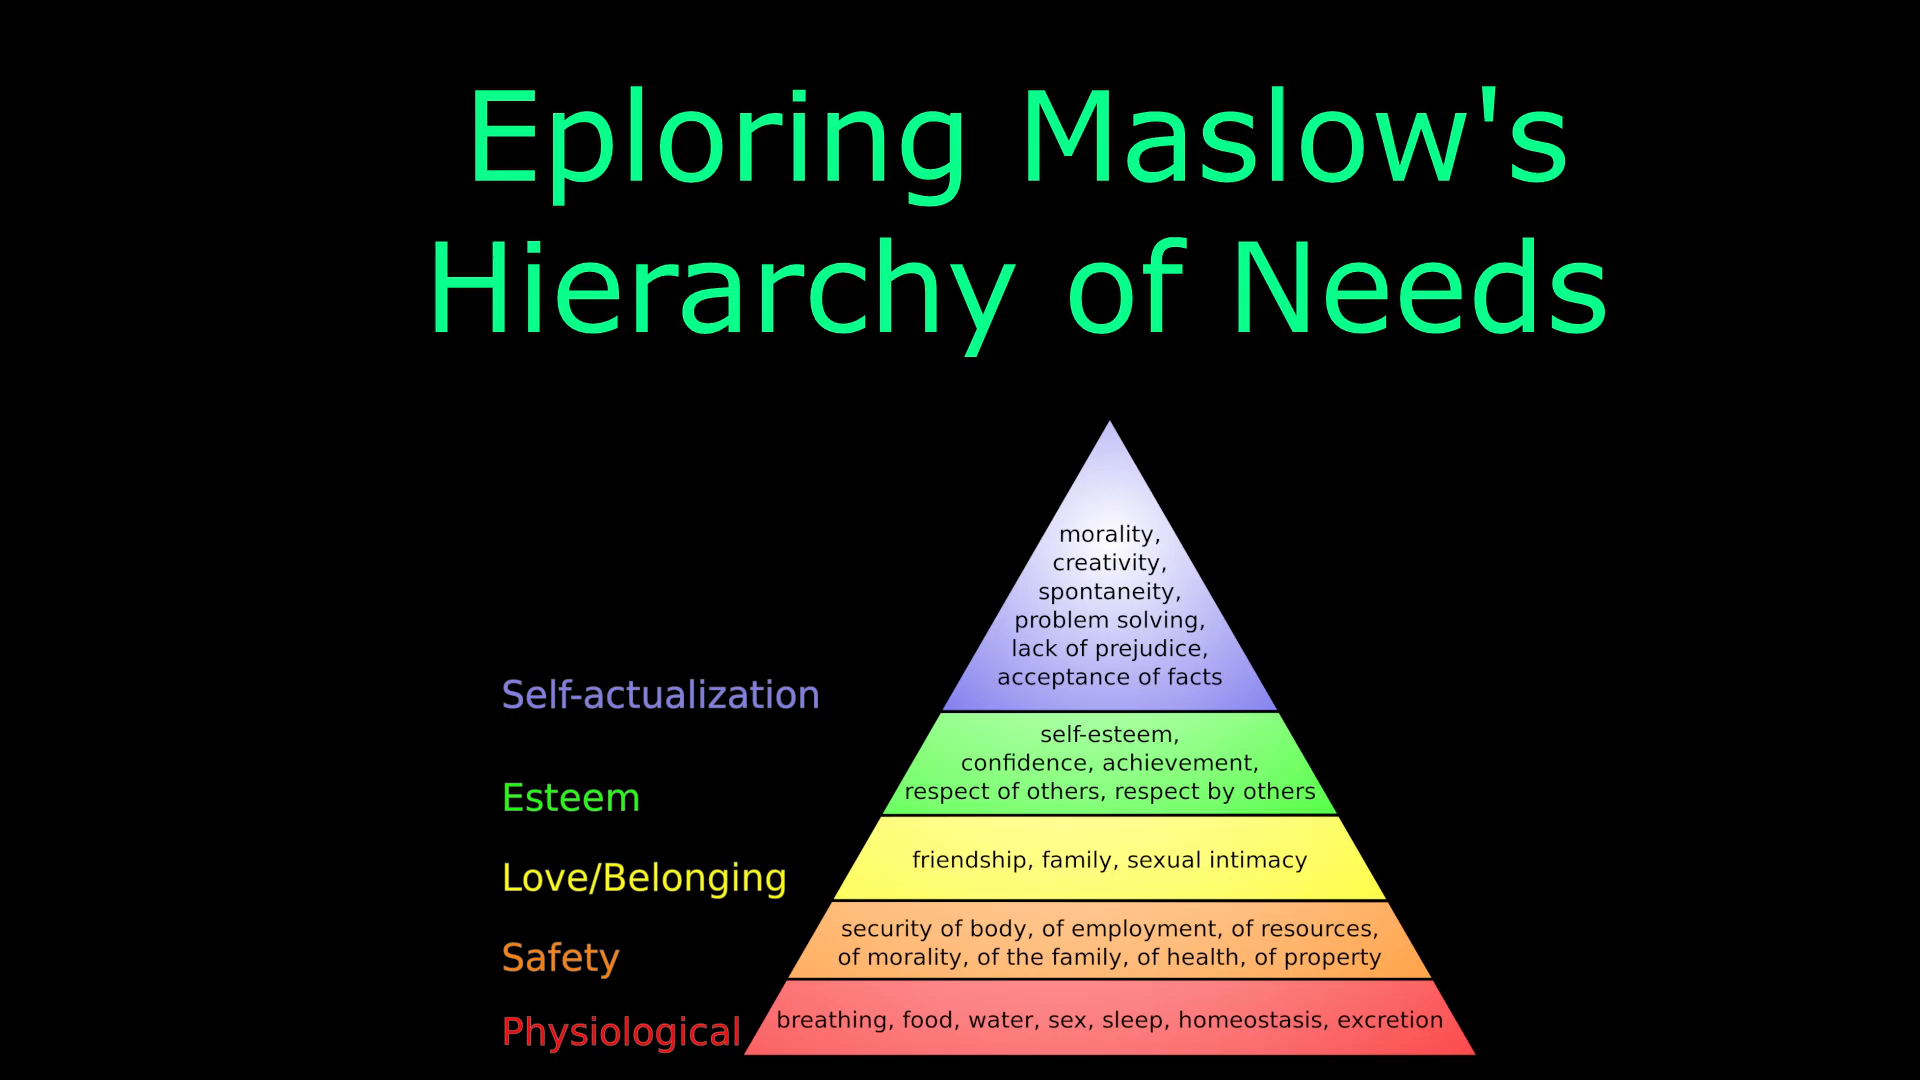 Eploring Maslow's
Hierarchy of Needs
morality,
creativity,
spontaneity,
problem solving,
lack of prejudice,
acceptance of facts
Self-actualization
self-esteem,
confidence, achievement,
respect of others, respect by others
Esteem
friendship, family, sexual intimacy
Love/Belonging
security of body, of employment, of resources,
of morality, of the family, of health, of property
Safety
breathing, food, water, sex, sleep, homeostasis, excretion
Physiological